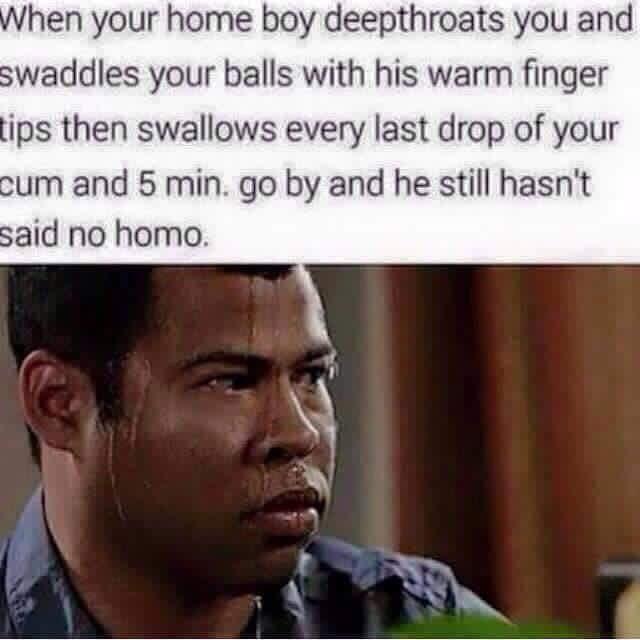 When your home boy deepthroats you and
swaddles your balls with his warm finger
tips then swallows every last drop of your
cum and 5 min. go by and he still hasn't
said no homo.